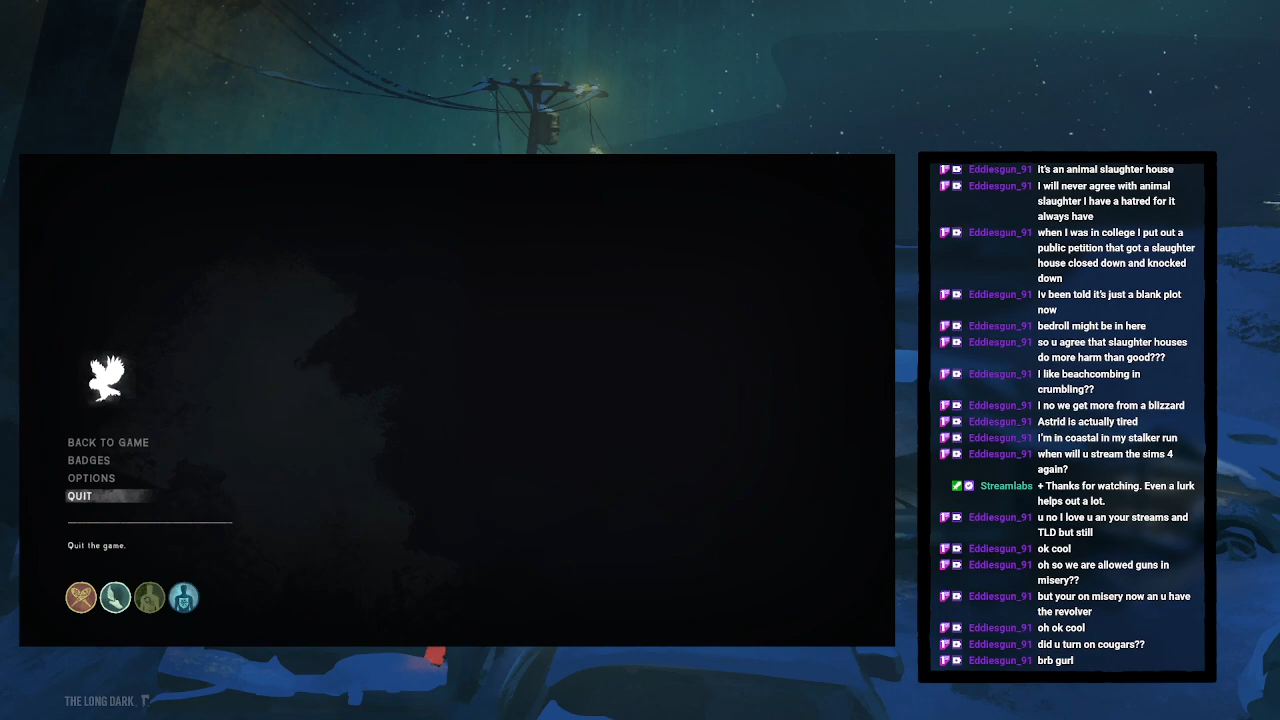 BACK TO GAME
BADGES
OPTIONS
QUIT
Quit the game.
THE LONG DARK
Eddiesgun_91 It's an animal slaughter house
Eddiesgun_91 I will never agree with animal
slaughter I have a hatred for it
always have
Eddiesgun_91 when I was in college I put out a
public petition that got a slaughter
house closed down and knocked
down
Eddiesgun_91 Iv been told it's just a blank plot
now
Eddiesgun_91 bedroll might be in here
Eddiesgun_91 so u agree that slaughter houses
do more harm than good???
Eddiesgun_91 I like beachcombing in
crumbling??
Eddiesgun_91 I no we get more from a blizzard
Eddiesgun_91 Astrid is actually tired
Eddiesgun_91 I'm in coastal in my stalker run
Eddiesgun_91 when will u stream the sims 4
again?
Streamlabs + Thanks for watching. Even a lurk
helps out a lot.
Eddiesgun_91 u no I love u an your streams and
TLD but still
Eddiesgun_91 ok cool
Eddiesgun_91 oh so we are allowed guns in
misery??
Eddiesgun_91 but your on misery now an u have
the revolver
Eddiesgun_91 oh ok cool
Eddiesgun_91 did u turn on cougars??
Eddiesgun_91 brb gurl